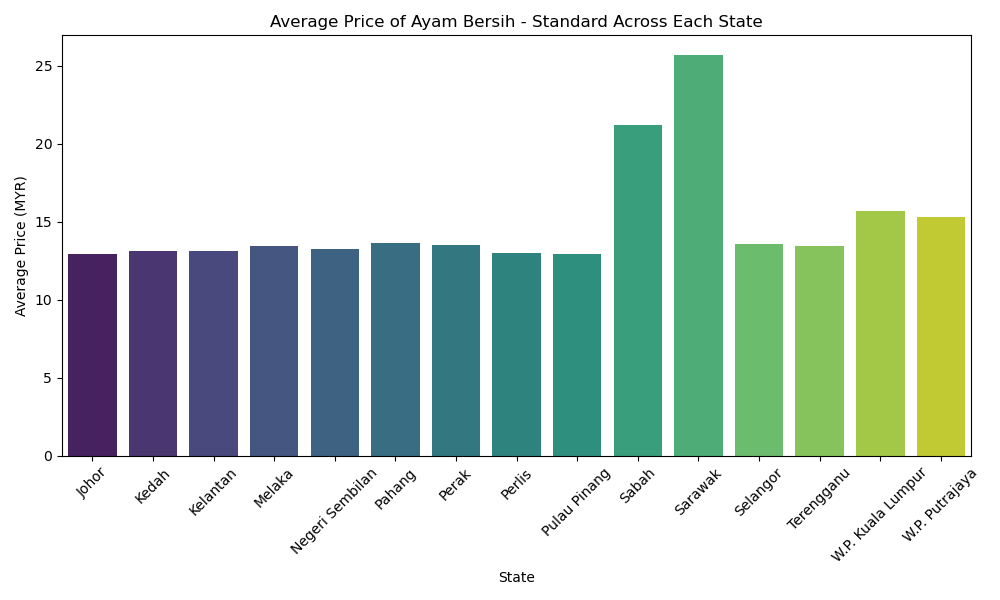 Average Price of Ayam Bersih - Standard Across Each State
Average Price (MYR)
25
20
15
10
5
0
Johor
Kedah
Kelantan
Melaka
Negeri Sembilan
Pahang
Perak
Perlis
Pulau Pinang
Sabah
Sarawak
Selangor
Terengganu
W.P. Kuala Lumpur
W.P. Putrajaya
State